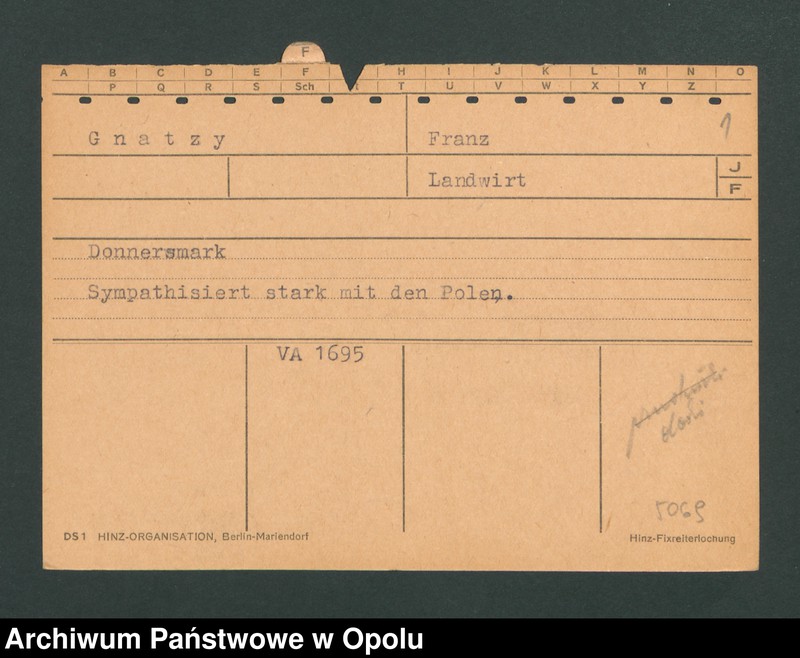 F
A B C D E F H I J K L M N O
P Q R S Sch T U V W X Y Z
G n a t z y Franz 1
Landwirt J
F
Donnersmark
Sympathisiert stark mit den Polen.
VA 1695
5069
DS1 HINZ-ORGANISATION, Berlin-Mariendorf Hinz-Fixreiterlochung
Archiwum Państwowe w Opolu